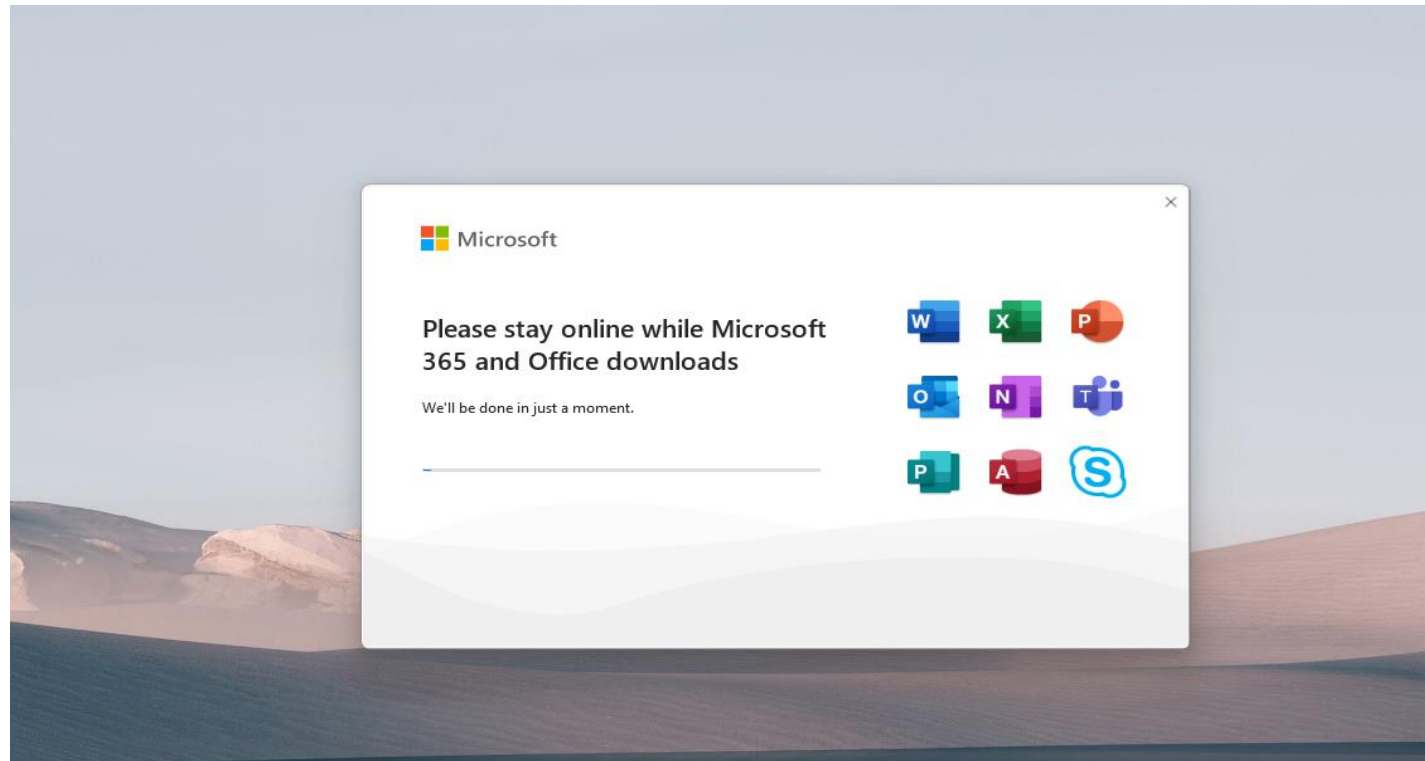 Microsoft
Please stay online while Microsoft
365 and Office downloads
We'll be done in just a moment.
W X P
O N T
P A S